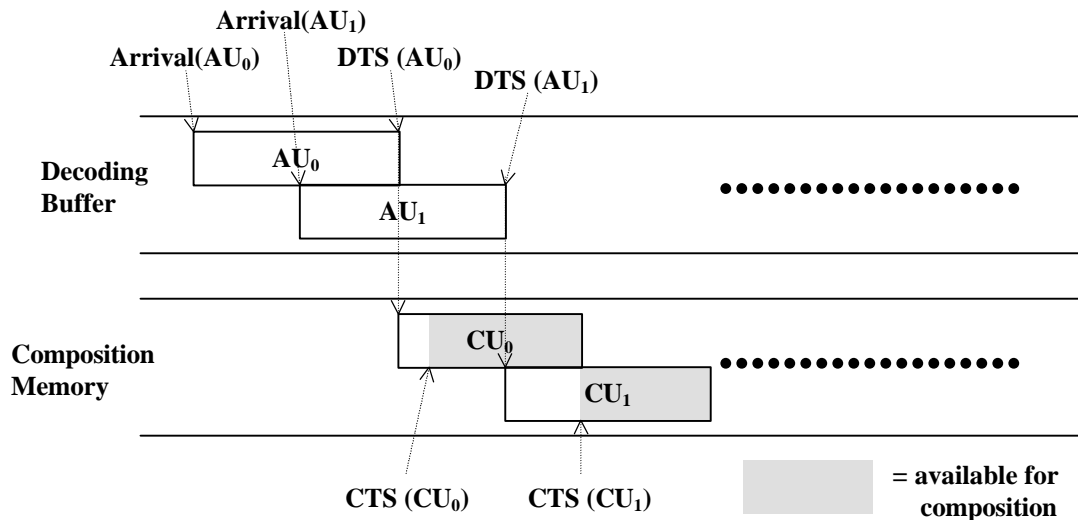 Arrival(AU₁)
Arrival(AU₀)
DTS (AU₀)
DTS (AU₁)
Decoding
Buffer
AU₀
AU₁
Composition
Memory
CU₀
CU₁
CTS (CU₀)
CTS (CU₁)
= available for
composition